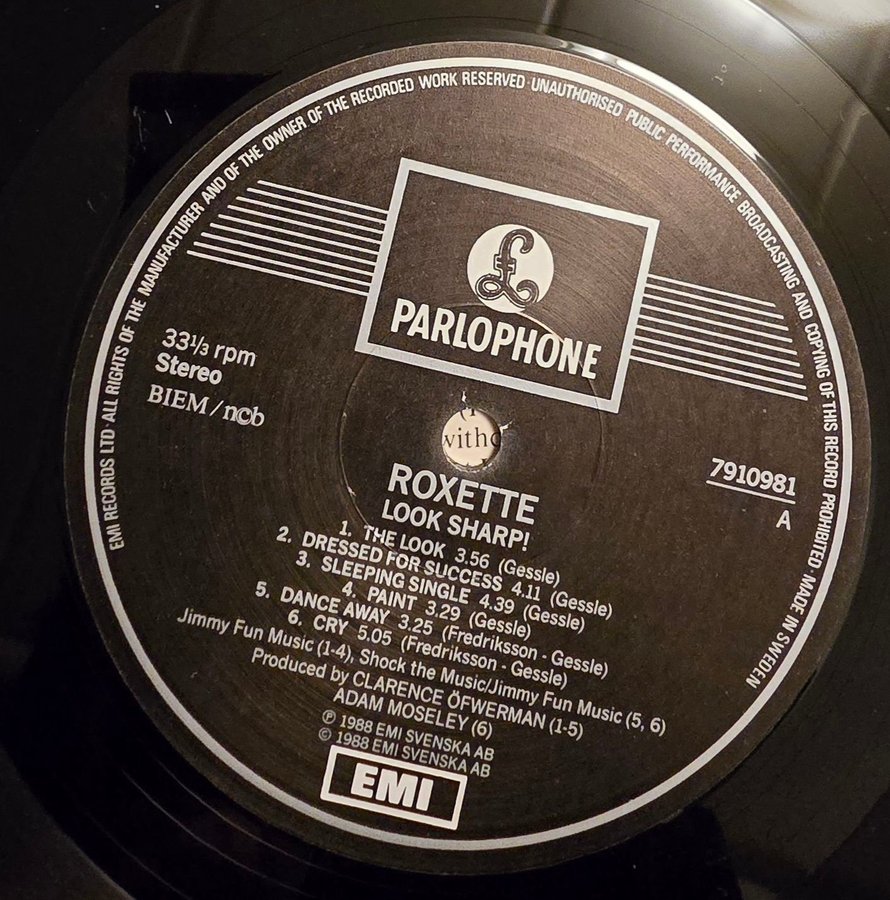 EMI RECORDS LTD·ALL RIGHTS OF THE MANUFACTURER AND OF THE OWNER OF THE RECORDED WORK RESERVED·UNAUTHORISED PUBLIC PERFORMANCE BROADCASTING AND COPYING OF THIS RECORD PROHIBITED MADE IN SWEDEN
£
PARLOPHONE
33⅓ rpm
Stereo
BIEM/n©b
witho
7910981
A
ROXETTE
LOOK SHARP!
1. THE LOOK 3.56 (Gessle)
2. DRESSED FOR SUCCESS 4.11 (Gessle)
3. SLEEPING SINGLE 4.39 (Gessle)
4. PAINT 3.29 (Gessle)
5. DANCE AWAY 3.25 (Fredriksson - Gessle)
6. CRY 5.05 (Fredriksson - Gessle)
Jimmy Fun Music (1-4), Shock the Music/Jimmy Fun Music (5, 6)
Produced by CLARENCE ÖFWERMAN (1-5)
ADAM MOSELEY (6)
℗ 1988 EMI SVENSKA AB
© 1988 EMI SVENSKA AB
EMI